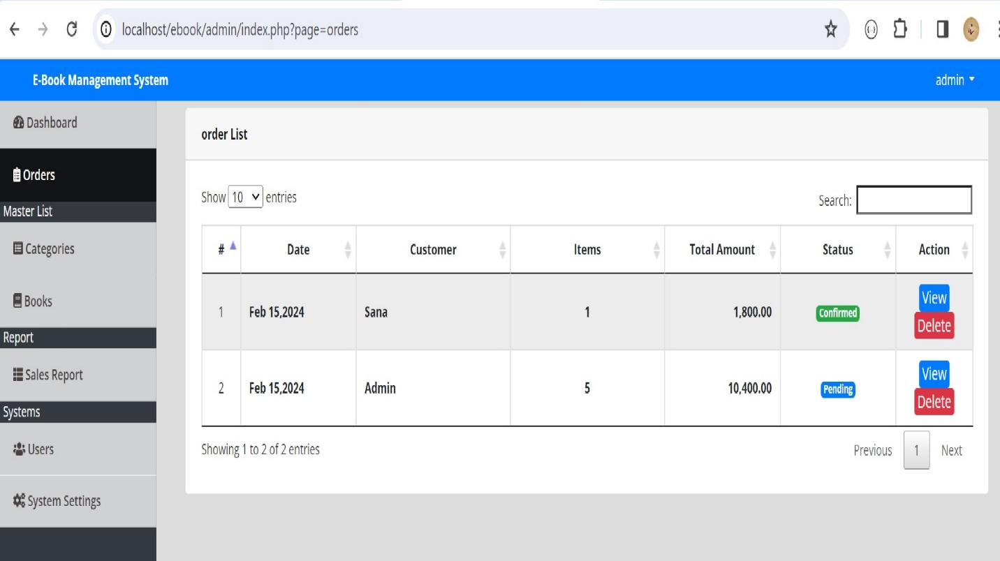 localhost/ebook/admin/index.php?page=orders
E-Book Management System
admin
Dashboard
Orders
Master List
Categories
Books
Report
Sales Report
Systems
Users
System Settings
order List
Show 10 entries
Search:
# Date Customer Items Total Amount Status Action
1 Feb 15,2024 Sana 1 1,800.00 Confirmed View Delete
2 Feb 15,2024 Admin 5 10,400.00 Pending View Delete
Showing 1 to 2 of 2 entries
Previous 1 Next